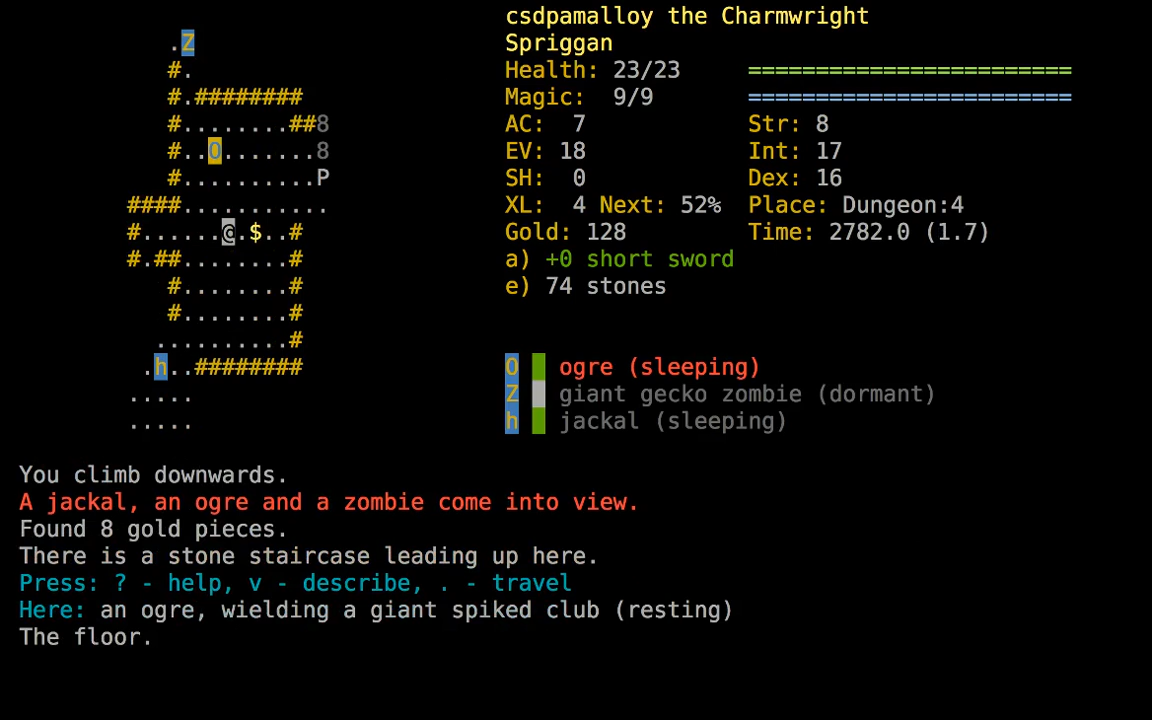 csdpamalloy the Charmwright
.Z Spriggan
#. Health: 23/23 ========================
#.######## Magic: 9/9 ========================
#........##8 AC: 7 Str: 8
#..O.......8 EV: 18 Int: 17
#..........P SH: 0 Dex: 16
####........... XL: 4 Next: 52% Place: Dungeon:4
#......@.$..# Gold: 128 Time: 2782.0 (1.7)
#.##........# a) +0 short sword
#........# e) 74 stones
#........#
..........#
.h..######## O ogre (sleeping)
..... Z giant gecko zombie (dormant)
..... h jackal (sleeping)
You climb downwards.
A jackal, an ogre and a zombie come into view.
Found 8 gold pieces.
There is a stone staircase leading up here.
Press: ? - help, v - describe, . - travel
Here: an ogre, wielding a giant spiked club (resting)
The floor.